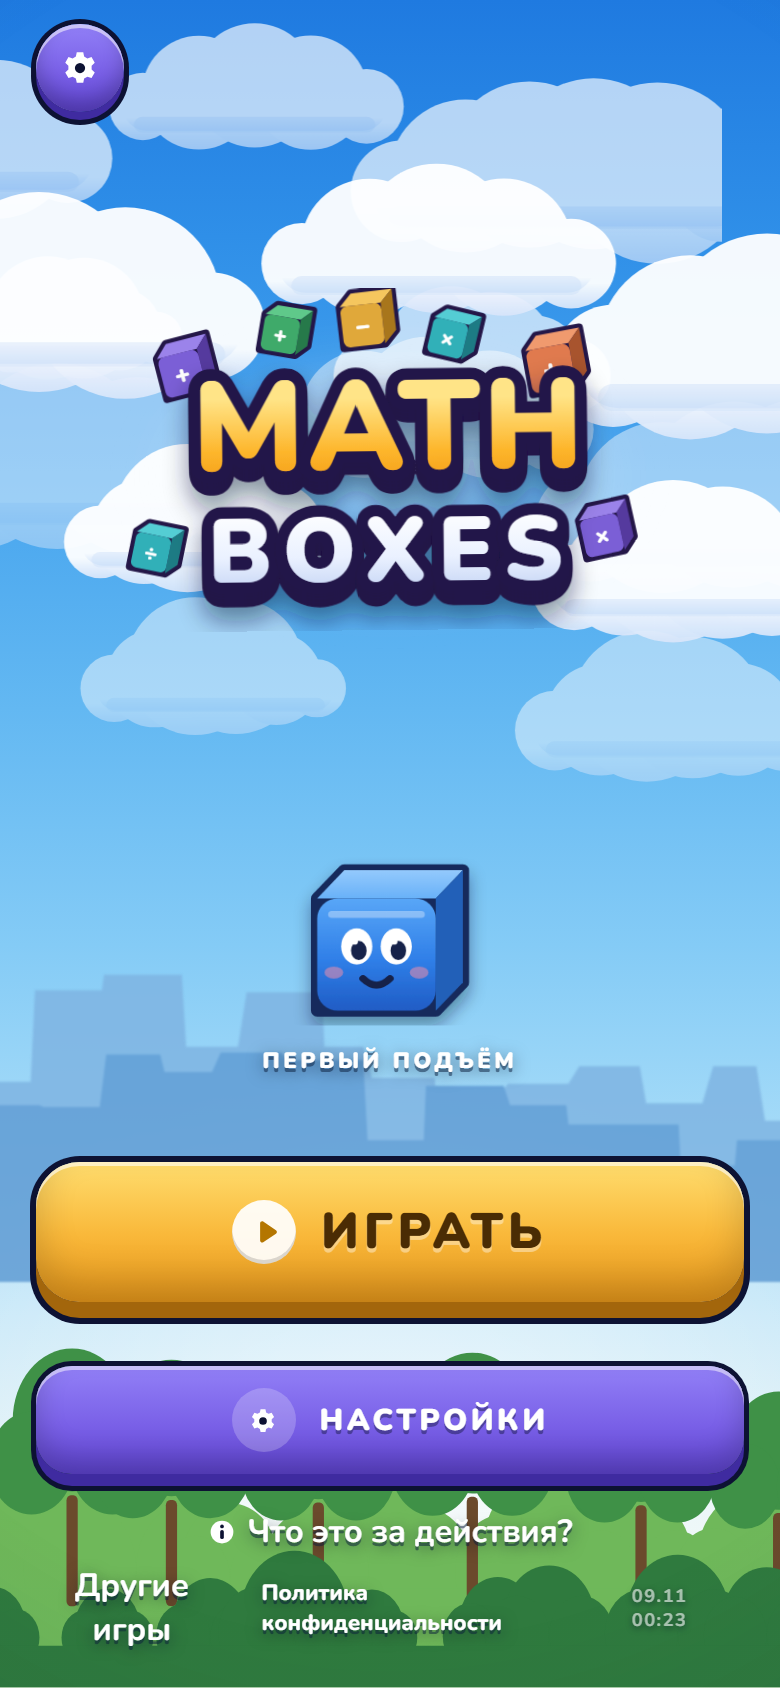 MATH
BOXES
ПЕРВЫЙ ПОДЪЁМ
ИГРАТЬ
НАСТРОЙКИ
Что это за действия?
Другие
игры
Политика
конфиденциальности
09.11
00:23